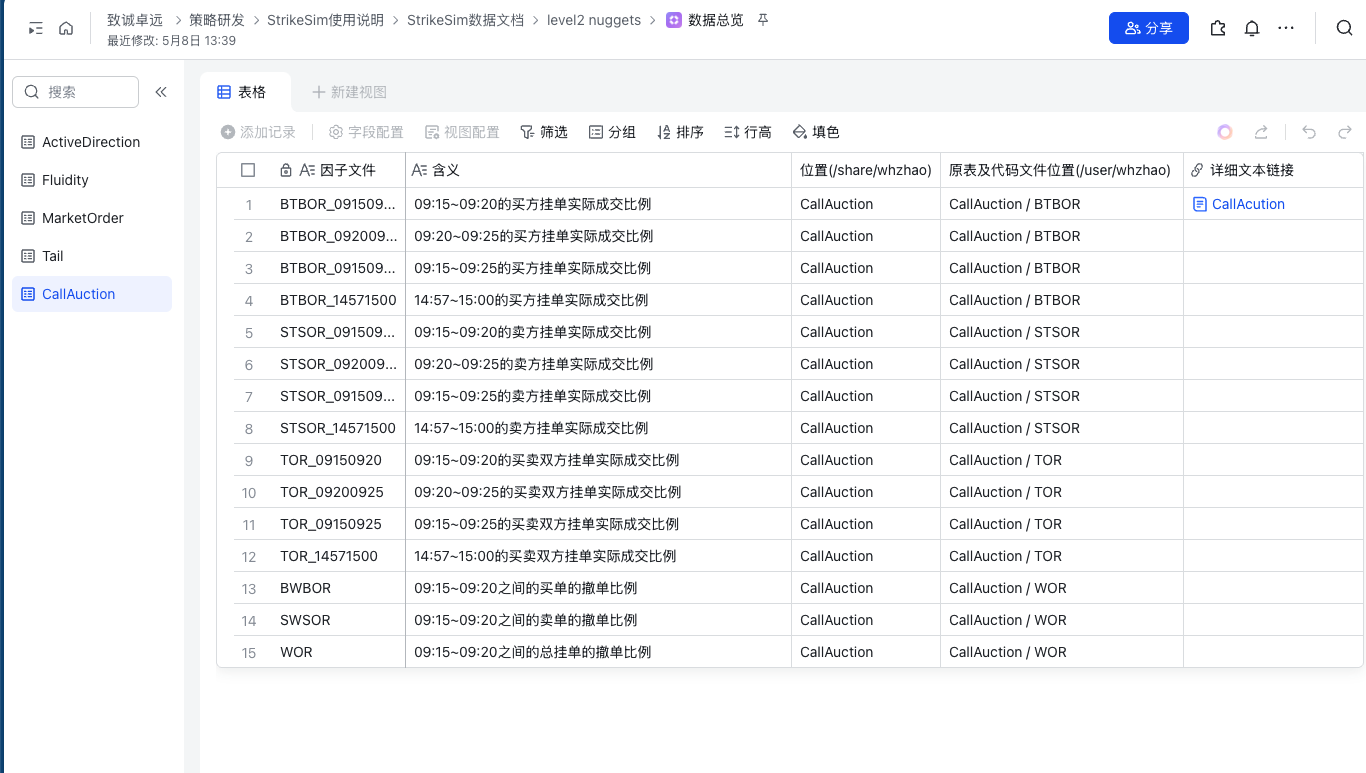 致诚卓远 > 策略研发 > StrikeSim使用说明 > StrikeSim数据文档 > level2 nuggets > 数据总览
最近修改: 5月8日 13:39
分享
搜索
ActiveDirection
Fluidity
MarketOrder
Tail
CallAuction
表格
新建视图
添加记录 字段配置 视图配置 筛选 分组 排序 行高 填色
因子文件 含义 位置(/share/whzhao) 原表及代码文件位置(/user/whzhao) 详细文本链接
1 BTBOR_091509... 09:15~09:20的买方挂单实际成交比例 CallAuction CallAuction / BTBOR CallAcution
2 BTBOR_092009... 09:20~09:25的买方挂单实际成交比例 CallAuction CallAuction / BTBOR
3 BTBOR_091509... 09:15~09:25的买方挂单实际成交比例 CallAuction CallAuction / BTBOR
4 BTBOR_14571500 14:57~15:00的买方挂单实际成交比例 CallAuction CallAuction / BTBOR
5 STSOR_091509... 09:15~09:20的卖方挂单实际成交比例 CallAuction CallAuction / STSOR
6 STSOR_092009... 09:20~09:25的卖方挂单实际成交比例 CallAuction CallAuction / STSOR
7 STSOR_091509... 09:15~09:25的卖方挂单实际成交比例 CallAuction CallAuction / STSOR
8 STSOR_14571500 14:57~15:00的卖方挂单实际成交比例 CallAuction CallAuction / STSOR
9 TOR_09150920 09:15~09:20的买卖双方挂单实际成交比例 CallAuction CallAuction / TOR
10 TOR_09200925 09:20~09:25的买卖双方挂单实际成交比例 CallAuction CallAuction / TOR
11 TOR_09150925 09:15~09:25的买卖双方挂单实际成交比例 CallAuction CallAuction / TOR
12 TOR_14571500 14:57~15:00的买卖双方挂单实际成交比例 CallAuction CallAuction / TOR
13 BWBOR 09:15~09:20之间的买单的撤单比例 CallAuction CallAuction / WOR
14 SWSOR 09:15~09:20之间的卖单的撤单比例 CallAuction CallAuction / WOR
15 WOR 09:15~09:20之间的总挂单的撤单比例 CallAuction CallAuction / WOR